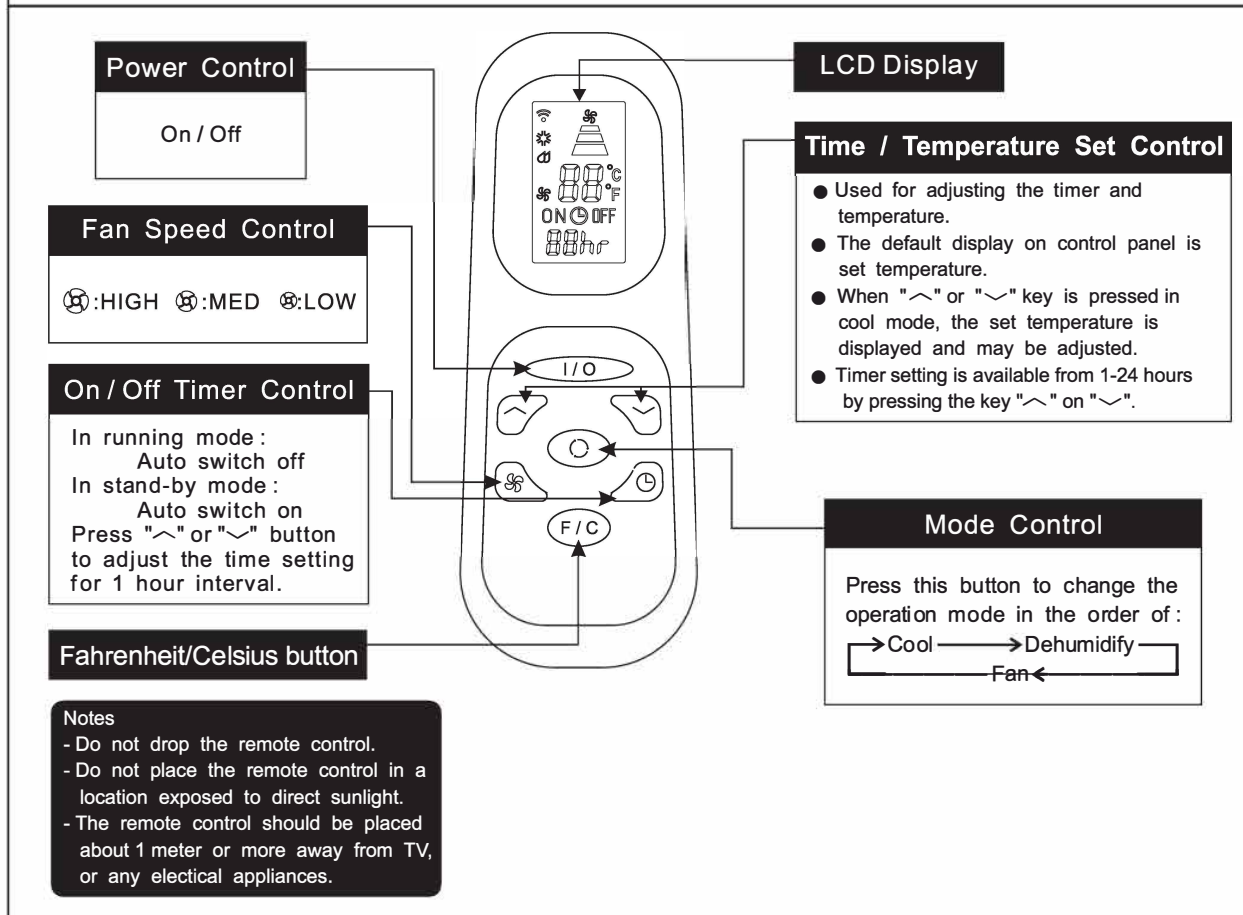 Power Control
On / Off
Fan Speed Control
:HIGH :MED :LOW
On / Off Timer Control
In running mode :
Auto switch off
In stand-by mode :
Auto switch on
Press "︿" or "﹀" button
to adjust the time setting
for 1 hour interval.
Fahrenheit/Celsius button
Notes
- Do not drop the remote control.
- Do not place the remote control in a
location exposed to direct sunlight.
- The remote control should be placed
about 1 meter or more away from TV,
or any electical appliances.
88 °C
°F
ON OFF
88hr
I / O
F / C
LCD Display
Time / Temperature Set Control
● Used for adjusting the timer and
temperature.
● The default display on control panel is
set temperature.
● When "︿" or "﹀" key is pressed in
cool mode, the set temperature is
displayed and may be adjusted.
● Timer setting is available from 1-24 hours
by pressing the key "︿" on "﹀".
Mode Control
Press this button to change the
operation mode in the order of :
Cool → Dehumidify
Fan